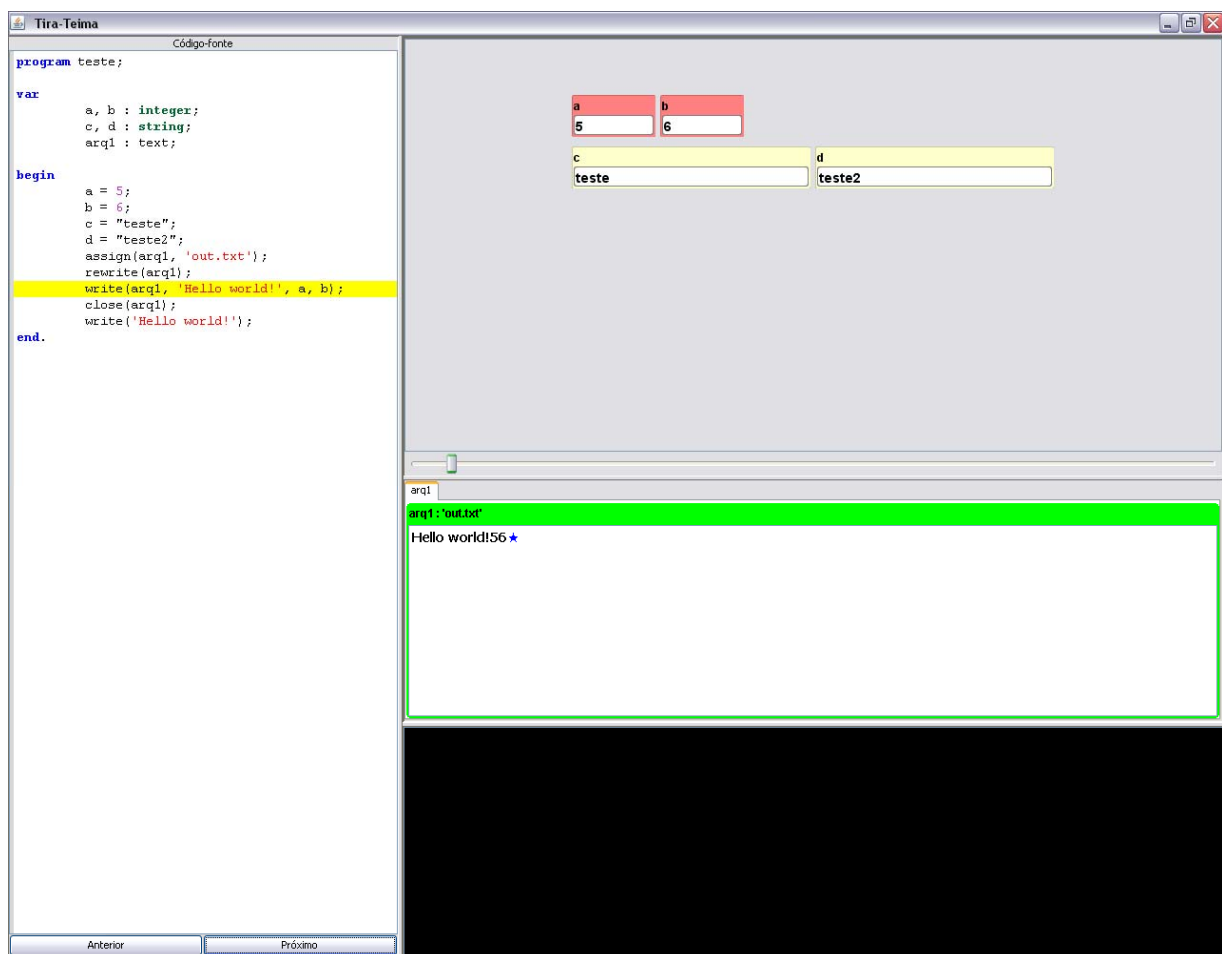 Tira-Teima
Código-fonte
program teste;
var
a, b : integer;
c, d : string;
arq1 : text;
begin
a = 5;
b = 6;
c = "teste";
d = "teste2";
assign(arq1, 'out.txt');
rewrite(arq1);
write(arq1, 'Hello world!', a, b);
close(arq1);
write('Hello world!');
end.
Anterior Próximo
a b
5 6
c d
teste teste2
arq1
arq1 : 'out.txt'
Hello world!56